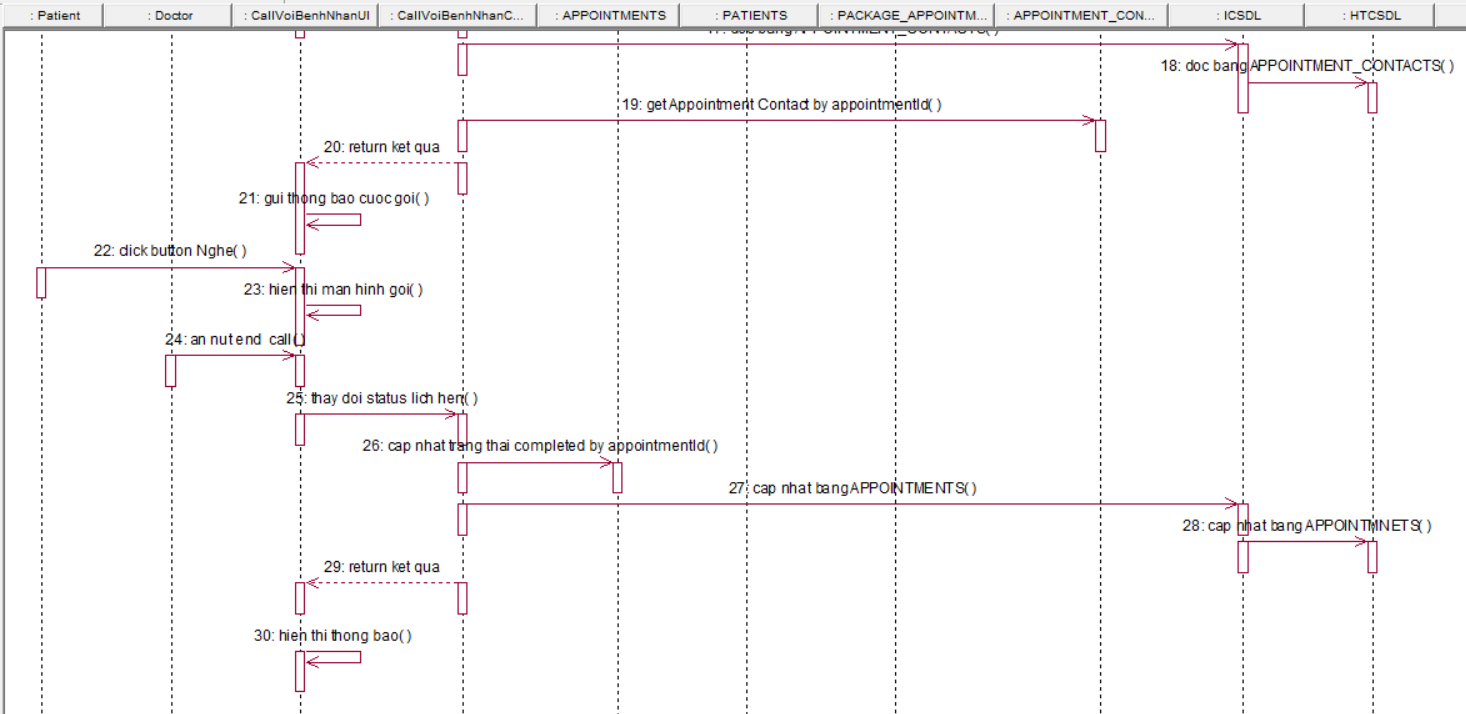 : Patient
: Doctor
: CallVoiBenhNhanUI
: CallVoiBenhNhanC...
: APPOINTMENTS
: PATIENTS
: PACKAGE_APPOINTM...
: APPOINTMENT_CON...
: ICSDL
: HTCSDL
18: doc bang APPOINTMENT_CONTACTS( )
19: get Appointment Contact by appointmentId( )
20: return ket qua
21: gui thong bao cuoc goi( )
22: click button Nghe( )
23: hien thi man hinh goi( )
24: an nut end call( )
25: thay doi status lich hen( )
26: cap nhat trang thai completed by appointmentId( )
27: cap nhat bang APPOINTMENTS( )
28: cap nhat bang APPOINTMNETS( )
29: return ket qua
30: hien thi thong bao( )